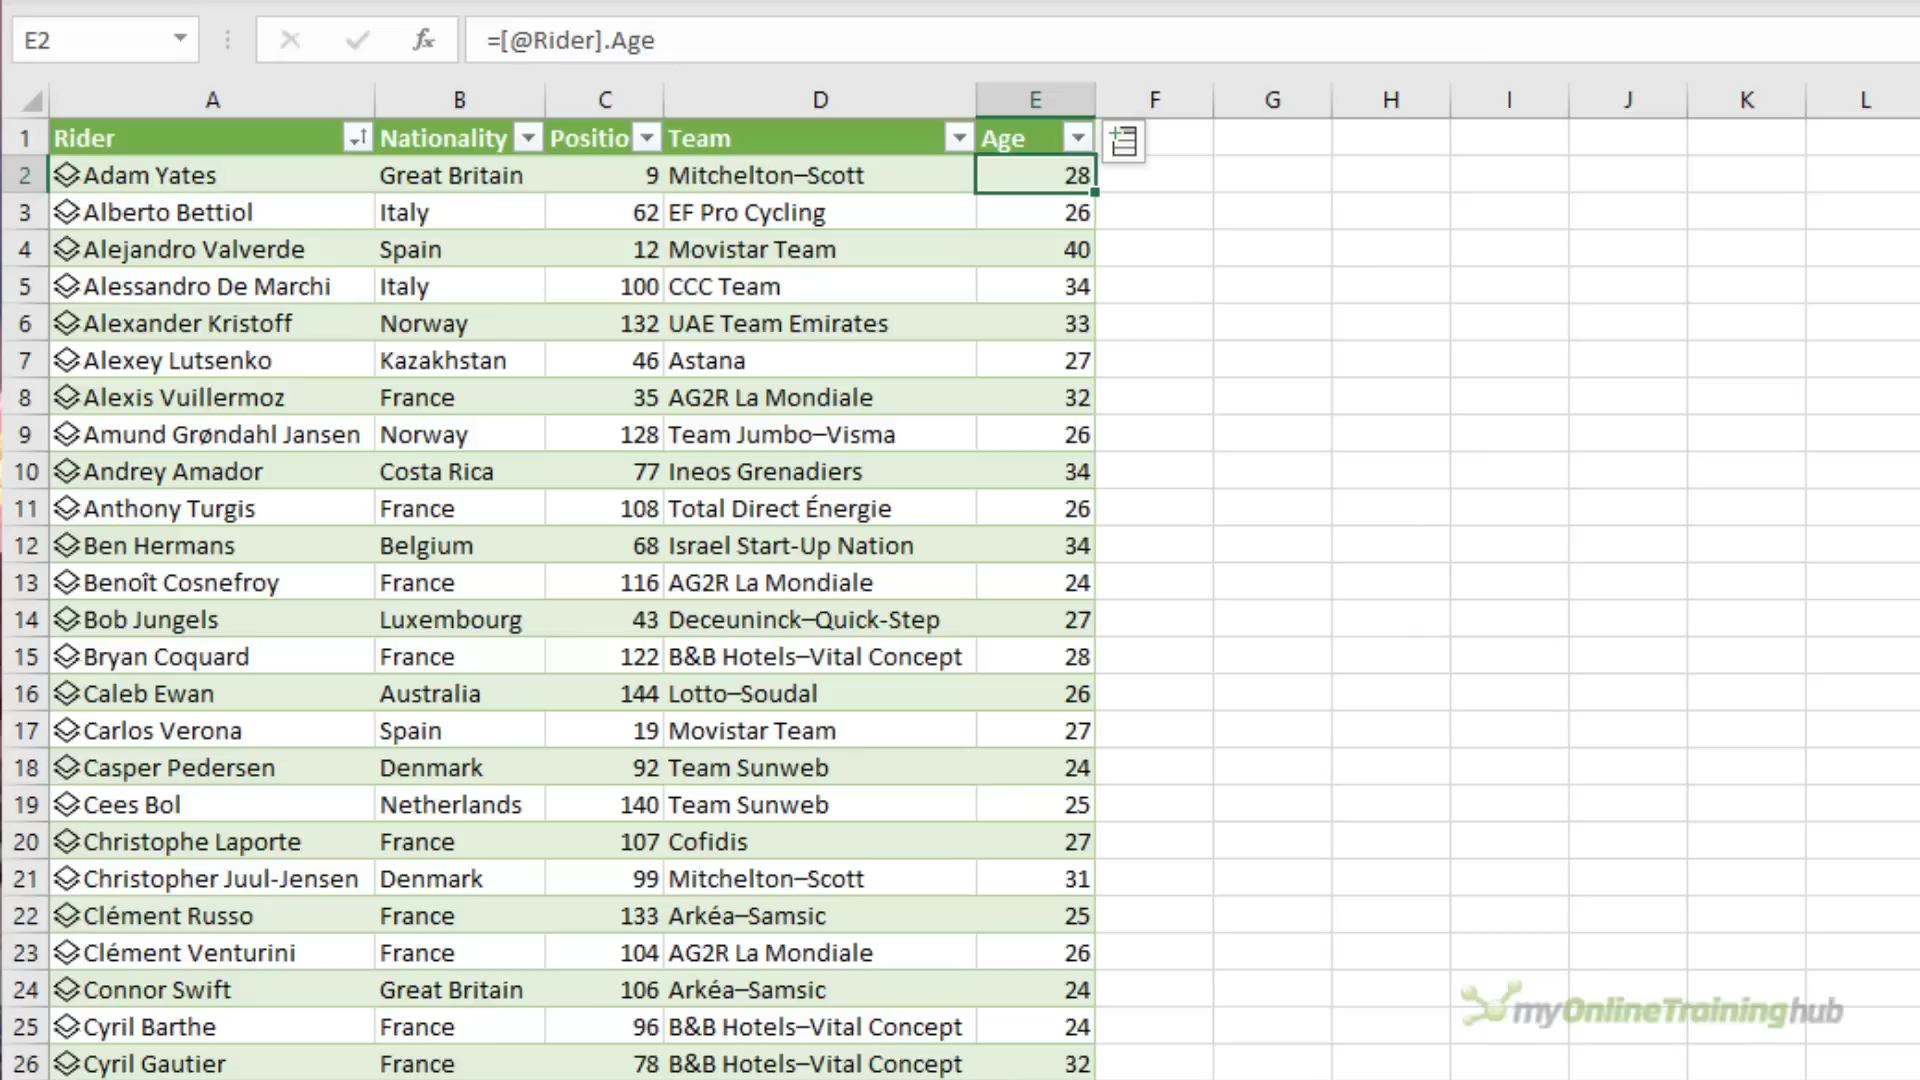 E2 fx =[@Rider].Age
A B C D E F G H I J K L
1 Rider Nationality Positio Team Age
2 Adam Yates Great Britain 9 Mitchelton–Scott 28
3 Alberto Bettiol Italy 62 EF Pro Cycling 26
4 Alejandro Valverde Spain 12 Movistar Team 40
5 Alessandro De Marchi Italy 100 CCC Team 34
6 Alexander Kristoff Norway 132 UAE Team Emirates 33
7 Alexey Lutsenko Kazakhstan 46 Astana 27
8 Alexis Vuillermoz France 35 AG2R La Mondiale 32
9 Amund Grøndahl Jansen Norway 128 Team Jumbo–Visma 26
10 Andrey Amador Costa Rica 77 Ineos Grenadiers 34
11 Anthony Turgis France 108 Total Direct Énergie 26
12 Ben Hermans Belgium 68 Israel Start-Up Nation 34
13 Benoît Cosnefroy France 116 AG2R La Mondiale 24
14 Bob Jungels Luxembourg 43 Deceuninck–Quick-Step 27
15 Bryan Coquard France 122 B&B Hotels–Vital Concept 28
16 Caleb Ewan Australia 144 Lotto–Soudal 26
17 Carlos Verona Spain 19 Movistar Team 27
18 Casper Pedersen Denmark 92 Team Sunweb 24
19 Cees Bol Netherlands 140 Team Sunweb 25
20 Christophe Laporte France 107 Cofidis 27
21 Christopher Juul-Jensen Denmark 99 Mitchelton–Scott 31
22 Clément Russo France 133 Arkéa–Samsic 25
23 Clément Venturini France 104 AG2R La Mondiale 26
24 Connor Swift Great Britain 106 Arkéa–Samsic 24
25 Cyril Barthe France 96 B&B Hotels–Vital Concept 24
26 Cyril Gautier France 78 B&B Hotels–Vital Concept 32
myOnlineTraininghub